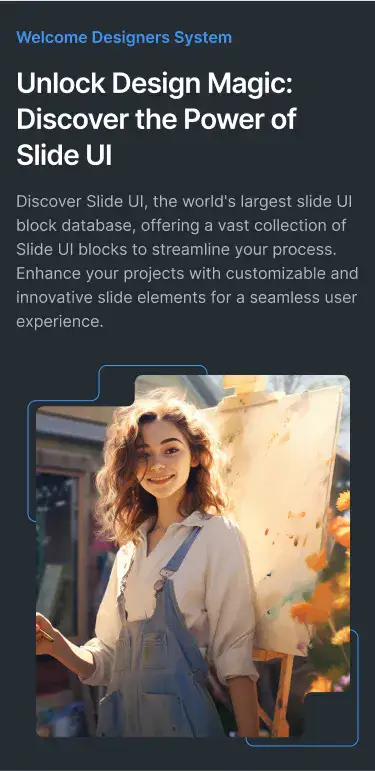 Welcome Designers System
Unlock Design Magic:
Discover the Power of
Slide UI
Discover Slide UI, the world's largest slide UI
block database, offering a vast collection of
Slide UI blocks to streamline your process.
Enhance your projects with customizable and
innovative slide elements for a seamless user
experience.